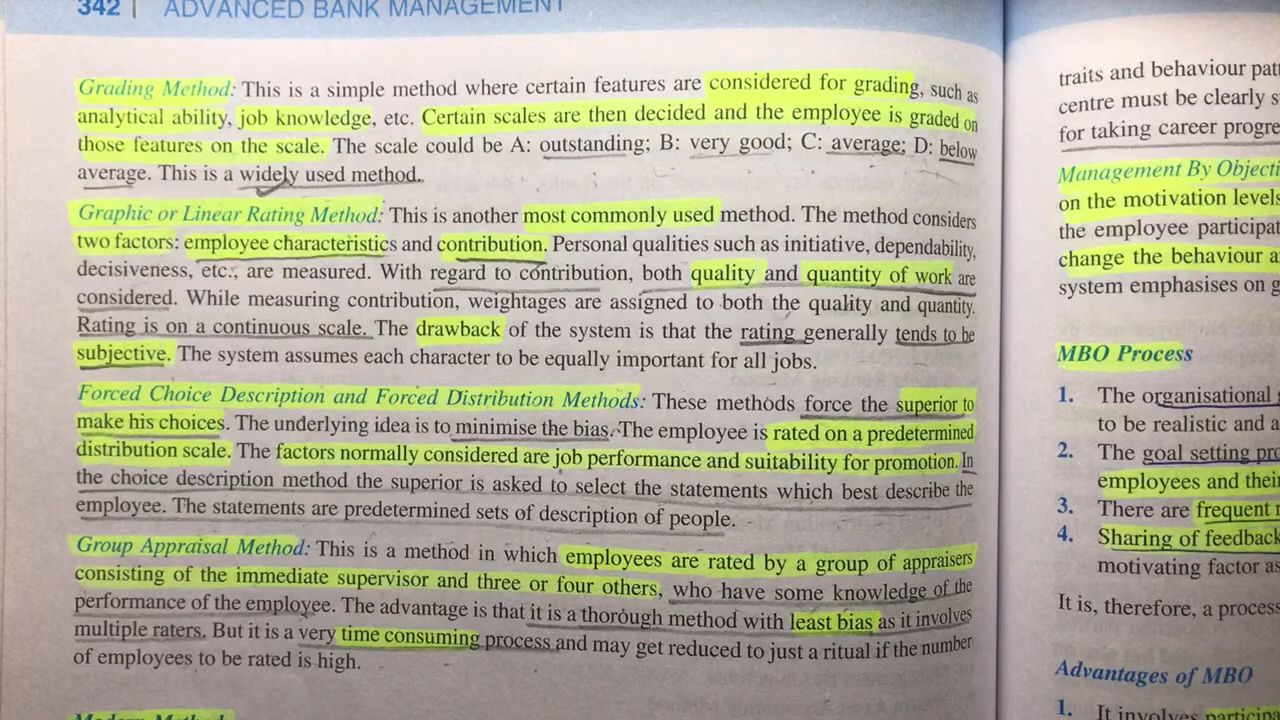 342 | ADVANCED BANK MANAGEMENT
Grading Method: This is a simple method where certain features are considered for grading, such as
analytical ability, job knowledge, etc. Certain scales are then decided and the employee is graded on
those features on the scale. The scale could be A: outstanding; B: very good; C: average; D: below
average. This is a widely used method.
Graphic or Linear Rating Method: This is another most commonly used method. The method considers
two factors: employee characteristics and contribution. Personal qualities such as initiative, dependability,
decisiveness, etc., are measured. With regard to contribution, both quality and quantity of work are
considered. While measuring contribution, weightages are assigned to both the quality and quantity.
Rating is on a continuous scale. The drawback of the system is that the rating generally tends to be
subjective. The system assumes each character to be equally important for all jobs.
Forced Choice Description and Forced Distribution Methods: These methods force the superior to
make his choices. The underlying idea is to minimise the bias. The employee is rated on a predetermined
distribution scale. The factors normally considered are job performance and suitability for promotion. In
the choice description method the superior is asked to select the statements which best describe the
employee. The statements are predetermined sets of description of people.
Group Appraisal Method: This is a method in which employees are rated by a group of appraisers
consisting of the immediate supervisor and three or four others, who have some knowledge of the
performance of the employee. The advantage is that it is a thorough method with least bias as it involves
multiple raters. But it is a very time consuming process and may get reduced to just a ritual if the number
of employees to be rated is high.
Modern Method
traits and behaviour
centre must be clearly
for taking career
Management By
on the motivation levels
the employee
change the behaviour
system emphasises on
MBO Process
1. The organisational
to be realistic and
2. The goal setting
employees and their
3. There are frequent
4. Sharing of feedback
motivating factor as
It is, therefore, a process
Advantages of MBO
1. It involves